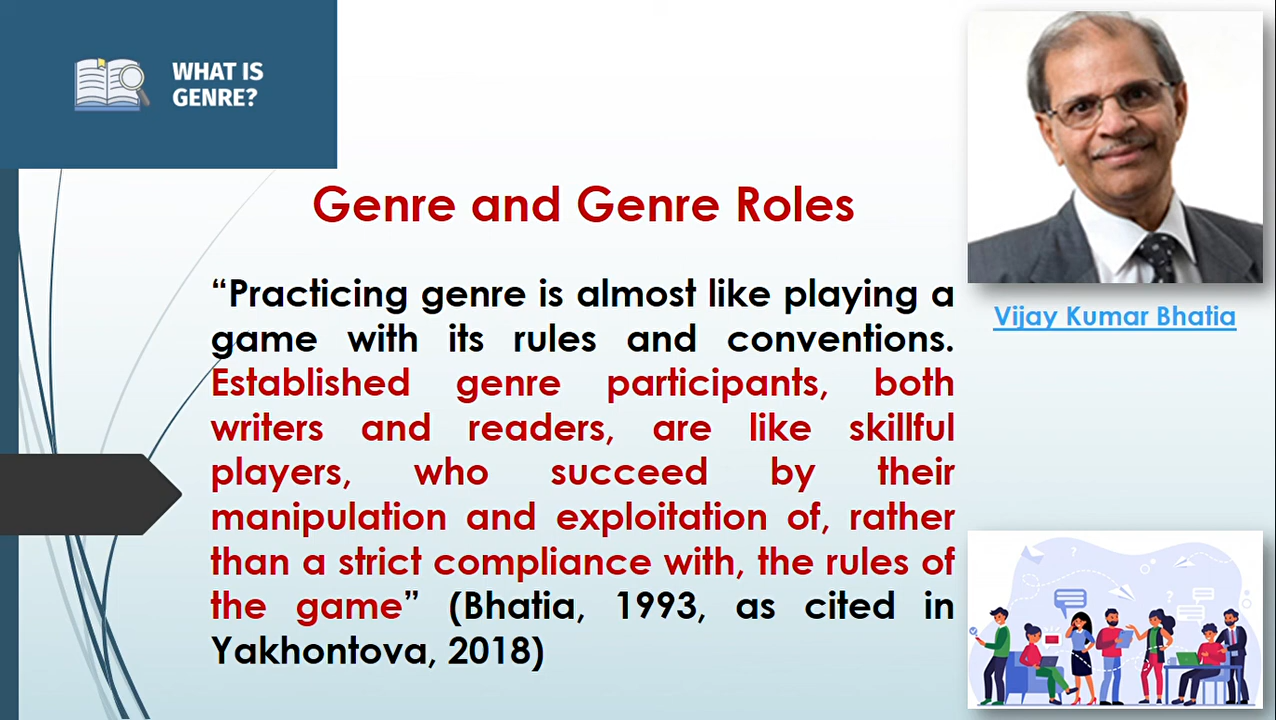 WHAT IS
GENRE?
Genre and Genre Roles
“Practicing genre is almost like playing a
game with its rules and conventions.
Established genre participants, both
writers and readers, are like skillful
players, who succeed by their
manipulation and exploitation of, rather
than a strict compliance with, the rules of
the game” (Bhatia, 1993, as cited in
Yakhontova, 2018)
Vijay Kumar Bhatia